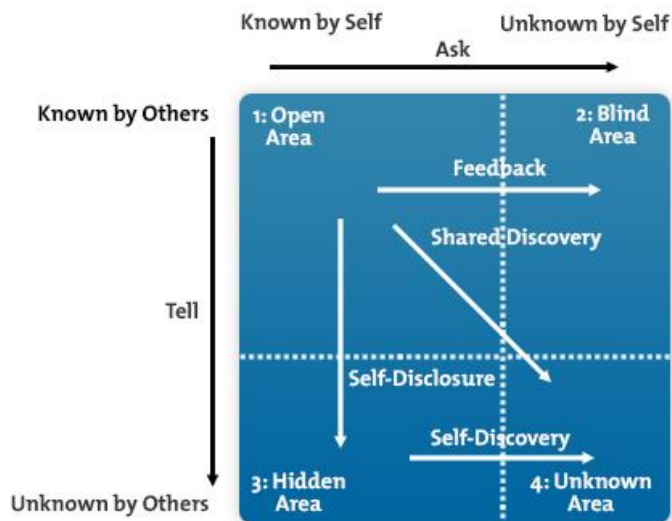 Known by Self
Unknown by Self
Ask
Known by Others
1: Open
Area
2: Blind
Area
Feedback
Shared Discovery
Tell
Self-Disclosure
Self-Discovery
Unknown by Others
3: Hidden
Area
4: Unknown
Area